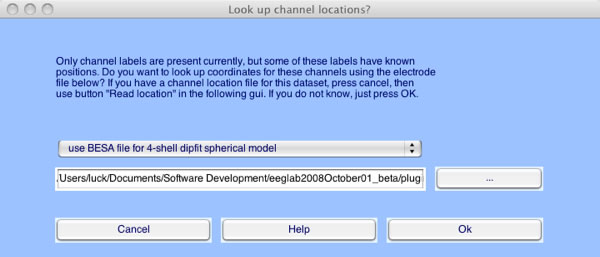 Look up channel locations?
Only channel labels are present currently, but some of these labels have known
positions. Do you want to look up coordinates for these channels using the electrode
file below? If you have a channel location file for this dataset, press cancel, then
use button "Read location" in the following gui. If you do not know, just press OK.
use BESA file for 4-shell dipfit spherical model
/Users/luck/Documents/Software Development/eeglab2008October01_beta/plug
...
Cancel Help Ok